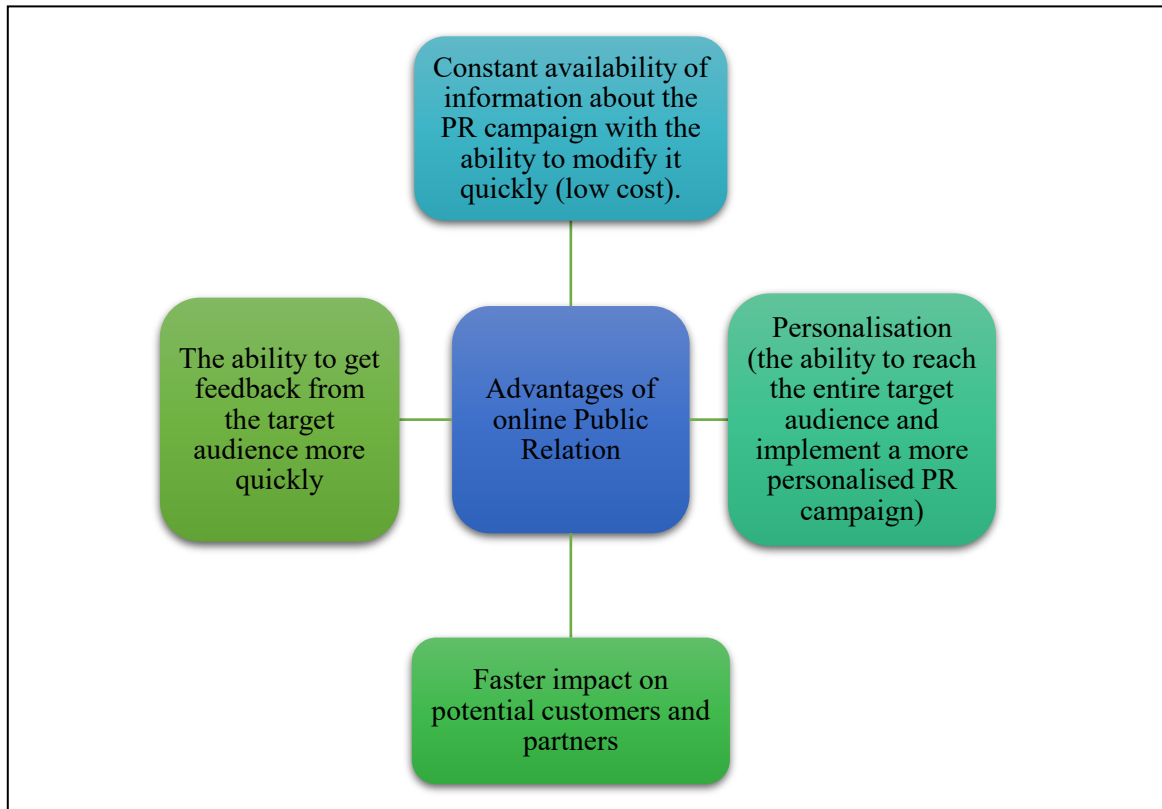 Constant availability of
information about the
PR campaign with the
ability to modify it
quickly (low cost).
The ability to get
feedback from
the target
audience more
quickly
Advantages of
online Public
Relation
Personalisation
(the ability to reach
the entire target
audience and
implement a more
personalised PR
campaign)
Faster impact on
potential customers and
partners